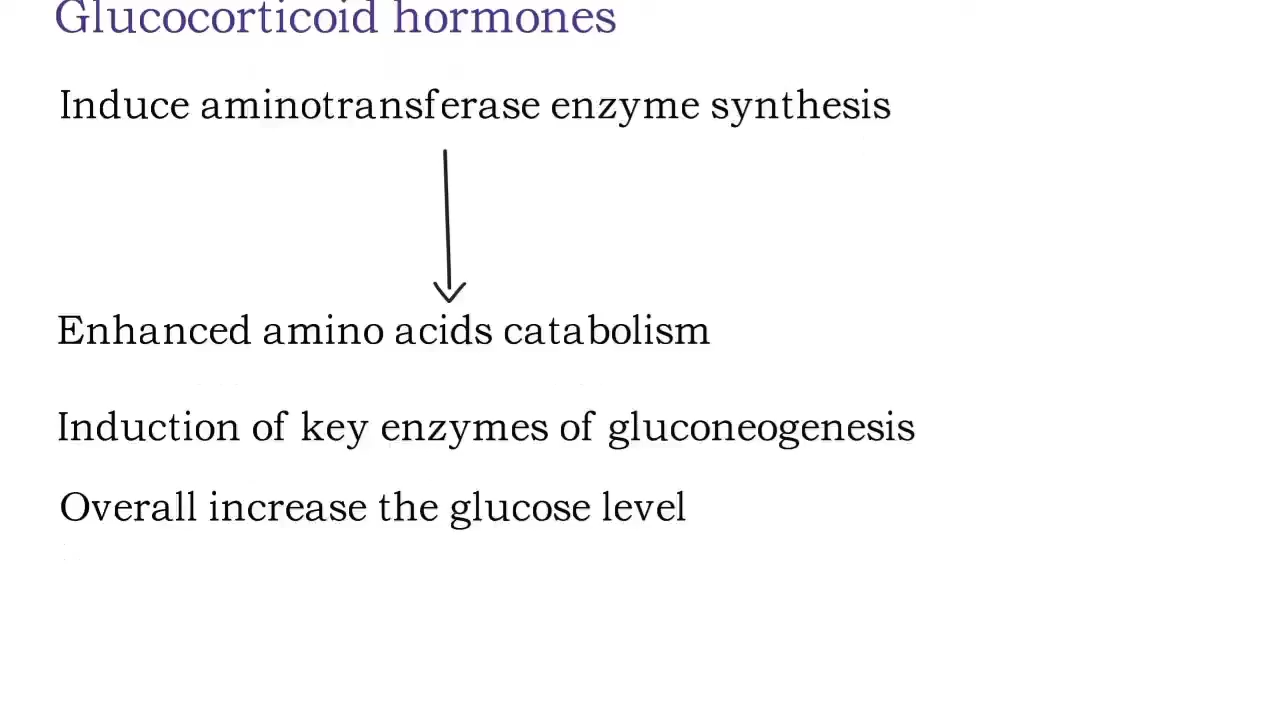 Glucocorticoid hormones
Induce aminotransferase enzyme synthesis
Enhanced amino acids catabolism
Induction of key enzymes of gluconeogenesis
Overall increase the glucose level